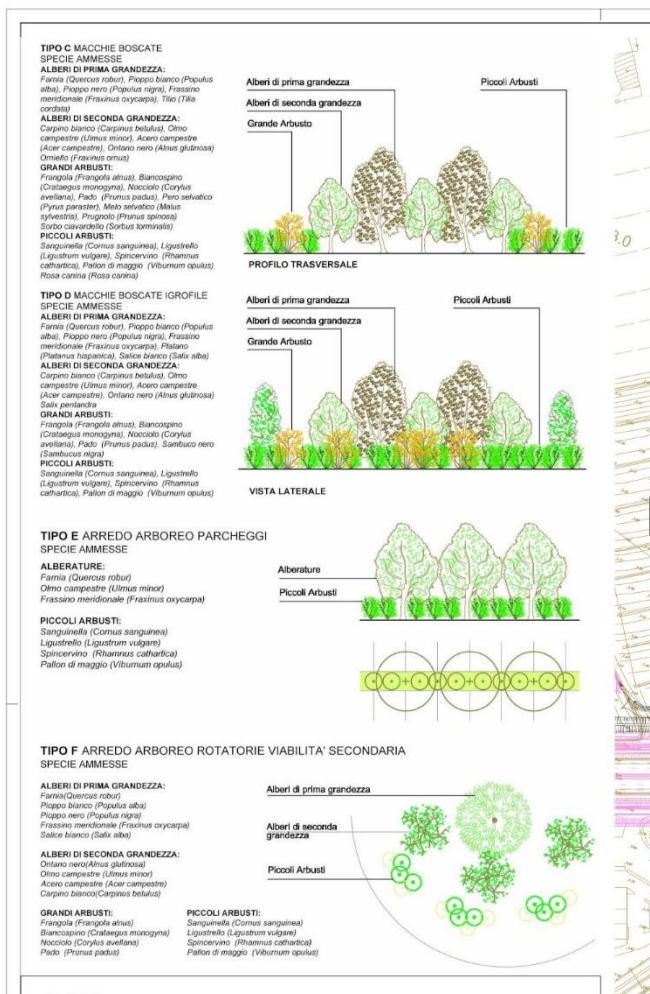 TIPO C MACCHIE BOSCATE
SPECIE AMMESSE
ALBERI DI PRIMA GRANDEZZA:
Farnia (Quercus robur), Pioppo bianco (Populus
alba), Pioppo nero (Populus nigra), Frassino
meridionale (Fraxinus oxycarpa), Tilio (Tilia
cordata)
ALBERI DI SECONDA GRANDEZZA:
Carpino bianco (Carpinus betulus), Olmo
campestre (Ulmus minor), Acero campestre
(Acer campestre), Ontano nero (Alnus glutinosa)
Orniello (Fraxinus ornus)
GRANDI ARBUSTI:
Frangola (Frangola alnus), Biancospino
(Crataegus monogyna), Nocciolo (Corylus
avellana), Pado (Prunus padus), Pero selvatico
(Pyrus paraster), Melo selvatico (Malus
sylvestris), Prugnolo (Prunus spinosa)
Sorbo ciavardello (Sorbus torminalis)
PICCOLI ARBUSTI:
Sanguinella (Cornus sanguinea), Ligustrello
(Ligustrum vulgare), Spincervino (Rhamnus
cathartica), Pallon di maggio (Viburnum opulus)
Rosa canina (Rosa canina)
Alberi di prima grandezza
Alberi di seconda grandezza
Grande Arbusto
Piccoli Arbusti
PROFILO TRASVERSALE
TIPO D MACCHIE BOSCATE IGROFILE
SPECIE AMMESSE
ALBERI DI PRIMA GRANDEZZA:
Farnia (Quercus robur), Pioppo bianco (Populus
alba), Pioppo nero (Populus nigra), Frassino
meridionale (Fraxinus oxycarpa), Platano
(Platanus hispanica), Salice bianco (Salix alba)
ALBERI DI SECONDA GRANDEZZA:
Carpino bianco (Carpinus betulus), Olmo
campestre (Ulmus minor), Acero campestre
(Acer campestre), Ontano nero (Alnus glutinosa)
Salix pentandra
GRANDI ARBUSTI:
Frangola (Frangola alnus), Biancospino
(Crataegus monogyna), Nocciolo (Corylus
avellana), Pado (Prunus padus), Sambuco nero
(Sambucus nigra)
PICCOLI ARBUSTI:
Sanguinella (Cornus sanguinea), Ligustrello
(Ligustrum vulgare), Spincervino (Rhamnus
cathartica), Pallon di maggio (Viburnum opulus)
Alberi di prima grandezza
Alberi di seconda grandezza
Grande Arbusto
Piccoli Arbusti
VISTA LATERALE
TIPO E ARREDO ARBOREO PARCHEGGI
SPECIE AMMESSE
ALBERATURE:
Farnia (Quercus robur)
Olmo campestre (Ulmus minor)
Frassino meridionale (Fraxinus oxycarpa)
PICCOLI ARBUSTI:
Sanguinella (Cornus sanguinea)
Ligustrello (Ligustrum vulgare)
Spincervino (Rhamnus cathartica)
Pallon di maggio (Viburnum opulus)
Alberature
Piccoli Arbusti
TIPO F ARREDO ARBOREO ROTATORIE VIABILITA' SECONDARIA
SPECIE AMMESSE
ALBERI DI PRIMA GRANDEZZA:
Farnia(Quercus robur)
Pioppo bianco (Populus alba)
Pioppo nero (Populus nigra)
Frassino meridionale (Fraxinus oxycarpa)
Salice bianco (Salix alba)
ALBERI DI SECONDA GRANDEZZA:
Ontano nero(Alnus glutinosa)
Olmo campestre (Ulmus minor)
Acero campestre (Acer campestre)
Carpino bianco(Carpinus betulus)
GRANDI ARBUSTI:
Frangola (Frangola alnus)
Biancospino (Crataegus monogyna)
Nocciolo (Corylus avellana)
Pado (Prunus padus)
PICCOLI ARBUSTI:
Sanguinella (Cornus sanguinea)
Ligustrello (Ligustrum vulgare)
Spincervino (Rhamnus cathartica)
Pallon di maggio (Viburnum opulus)
Alberi di prima grandezza
Alberi di seconda
grandezza
Piccoli Arbusti